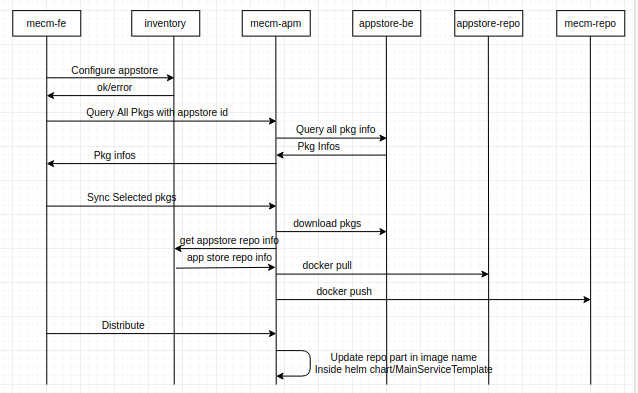 mecm-fe
inventory
mecm-apm
appstore-be
appstore-repo
mecm-repo
Configure appstore
ok/error
Query All Pkgs with appstore id
Query all pkg info
Pkg Infos
Pkg infos
Sync Selected pkgs
download pkgs
get appstore repo info
app store repo info
docker pull
docker push
Distribute
Update repo part in image name
Inside helm chart/MainServiceTemplate